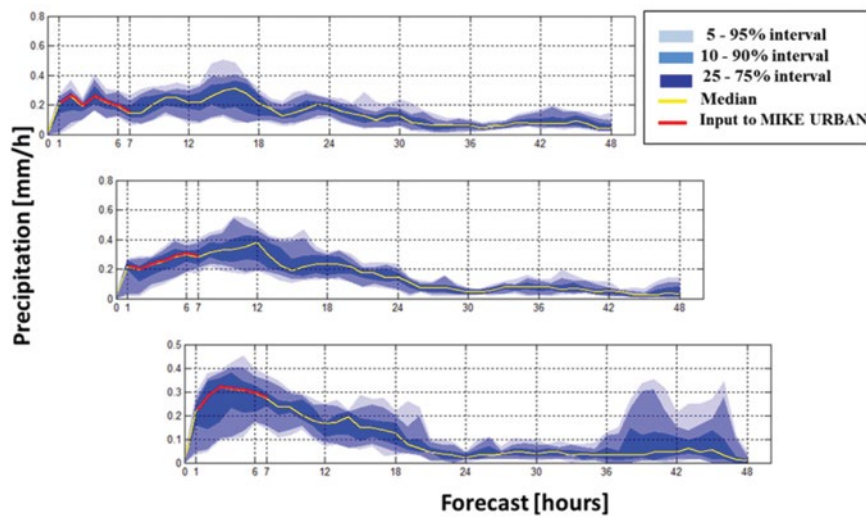 0.8
0.6
0.4
0.2
0
0 1 6 7 12 18 24 30 36 42 48
5 - 95% interval
10 - 90% interval
25 - 75% interval
Median
Input to MIKE URBAN
Precipitation [mm/h]
0.8
0.6
0.4
0.2
0
0 1 6 7 12 18 24 30 36 42 48
0.5
0.4
0.3
0.2
0.1
0
0 1 6 7 12 18 24 30 36 42 48
Forecast [hours]